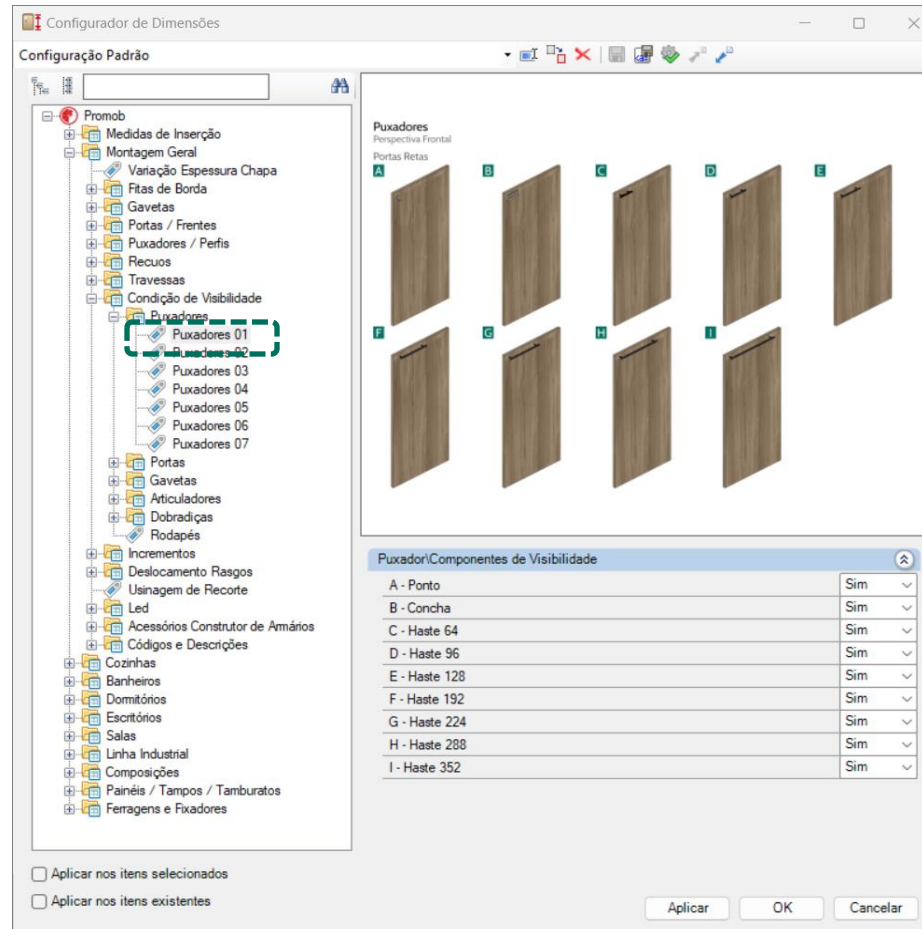 Configurador de Dimensões
Configuração Padrão
Promob
Medidas de Inserção
Montagem Geral
Variação Espessura Chapa
Fitas de Borda
Gavetas
Portas / Frentes
Puxadores / Perfis
Recuos
Travessas
Condição de Visibilidade
Puxadores
Puxadores 01
Puxadores 02
Puxadores 03
Puxadores 04
Puxadores 05
Puxadores 06
Puxadores 07
Portas
Gavetas
Articuladores
Dobradiças
Rodapés
Incrementos
Deslocamento Rasgos
Usinagem de Recorte
Led
Acessórios Construtor de Armários
Códigos e Descrições
Cozinhas
Banheiros
Dormitórios
Escritórios
Salas
Linha Industrial
Composições
Painéis / Tampos / Tamburatos
Ferragens e Fixadores
Aplicar nos itens selecionados
Aplicar nos itens existentes
Puxadores
Perspectiva Frontal
Portas Retas
A B C D E
F G H I
Puxador\Componentes de Visibilidade
A - Ponto Sim
B - Concha Sim
C - Haste 64 Sim
D - Haste 96 Sim
E - Haste 128 Sim
F - Haste 192 Sim
G - Haste 224 Sim
H - Haste 288 Sim
I - Haste 352 Sim
Aplicar OK Cancelar